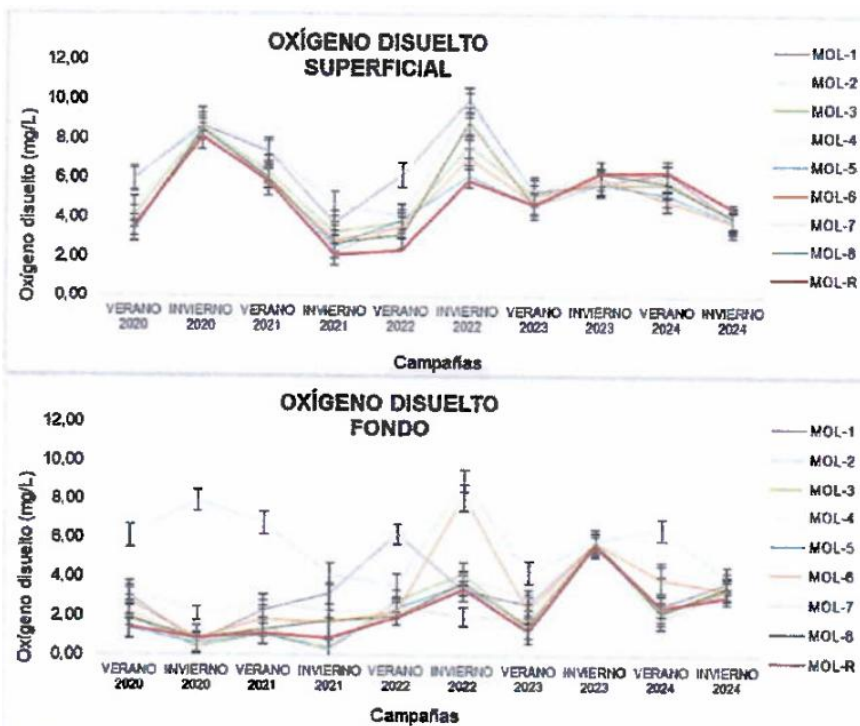 OXÍGENO DISUELTO
SUPERFICIAL
Oxígeno disuelto (mg/L)
12,00
10,00
8,00
6,00
4,00
2,00
0,00
VERANO INVIERNO VERANO INVIERNO VERANO INVIERNO VERANO INVIERNO VERANO INVIERNO
2020 2020 2021 2021 2022 2022 2023 2023 2024 2024
Campañas
MOL-1
MOL-2
MOL-3
MOL-4
MOL-5
MOL-6
MOL-7
MOL-8
MOL-R
OXÍGENO DISUELTO
FONDO
Oxígeno disuelto (mg/L)
12,00
10,00
8,00
6,00
4,00
2,00
0,00
VERANO INVIERNO VERANO INVIERNO VERANO INVIERNO VERANO INVIERNO VERANO INVIERNO
2020 2020 2021 2021 2022 2022 2023 2023 2024 2024
Campañas
MOL-1
MOL-2
MOL-3
MOL-4
MOL-5
MOL-6
MOL-7
MOL-8
MOL-R